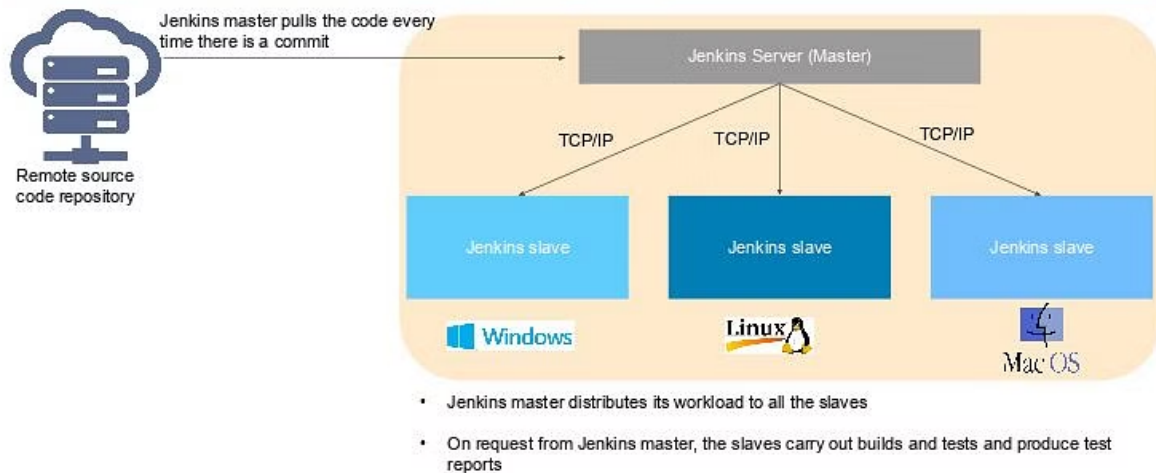 Jenkins master pulls the code every
time there is a commit
Jenkins Server (Master)
TCP/IP
TCP/IP
TCP/IP
Remote source
code repository
Jenkins slave
Jenkins slave
Jenkins slave
Windows
Linux
Mac OS
• Jenkins master distributes its workload to all the slaves
• On request from Jenkins master, the slaves carry out builds and tests and produce test
reports